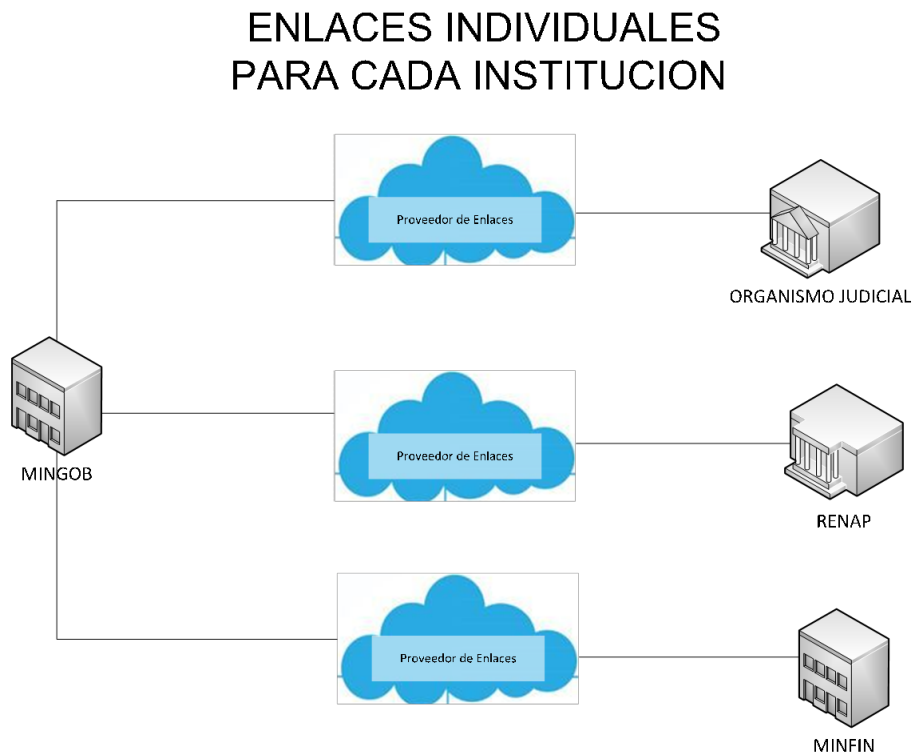 ENLACES INDIVIDUALES
PARA CADA INSTITUCION
Proveedor de Enlaces
ORGANISMO JUDICIAL
MINGOB
Proveedor de Enlaces
RENAP
Proveedor de Enlaces
MINFIN